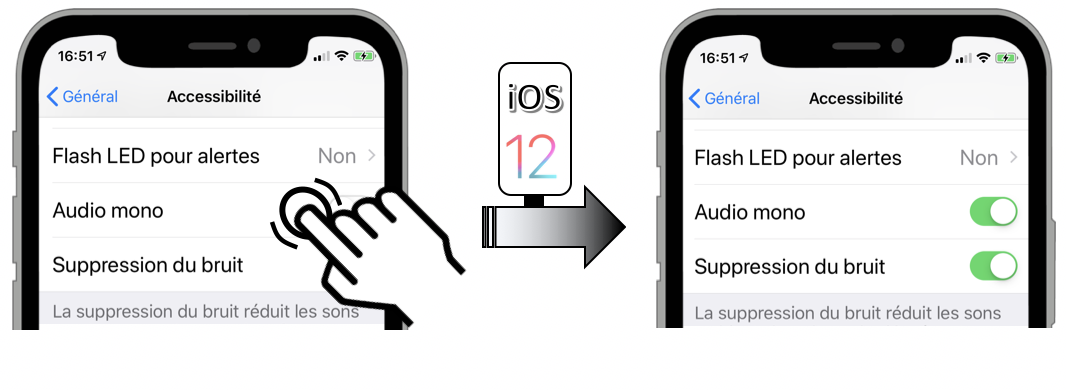 16:51
Général
Accessibilité
Flash LED pour alertes
Non
Audio mono
Suppression du bruit
La suppression du bruit réduit les sons
iOS
12
16:51
Général
Accessibilité
Flash LED pour alertes
Non
Audio mono
Suppression du bruit
La suppression du bruit réduit les sons